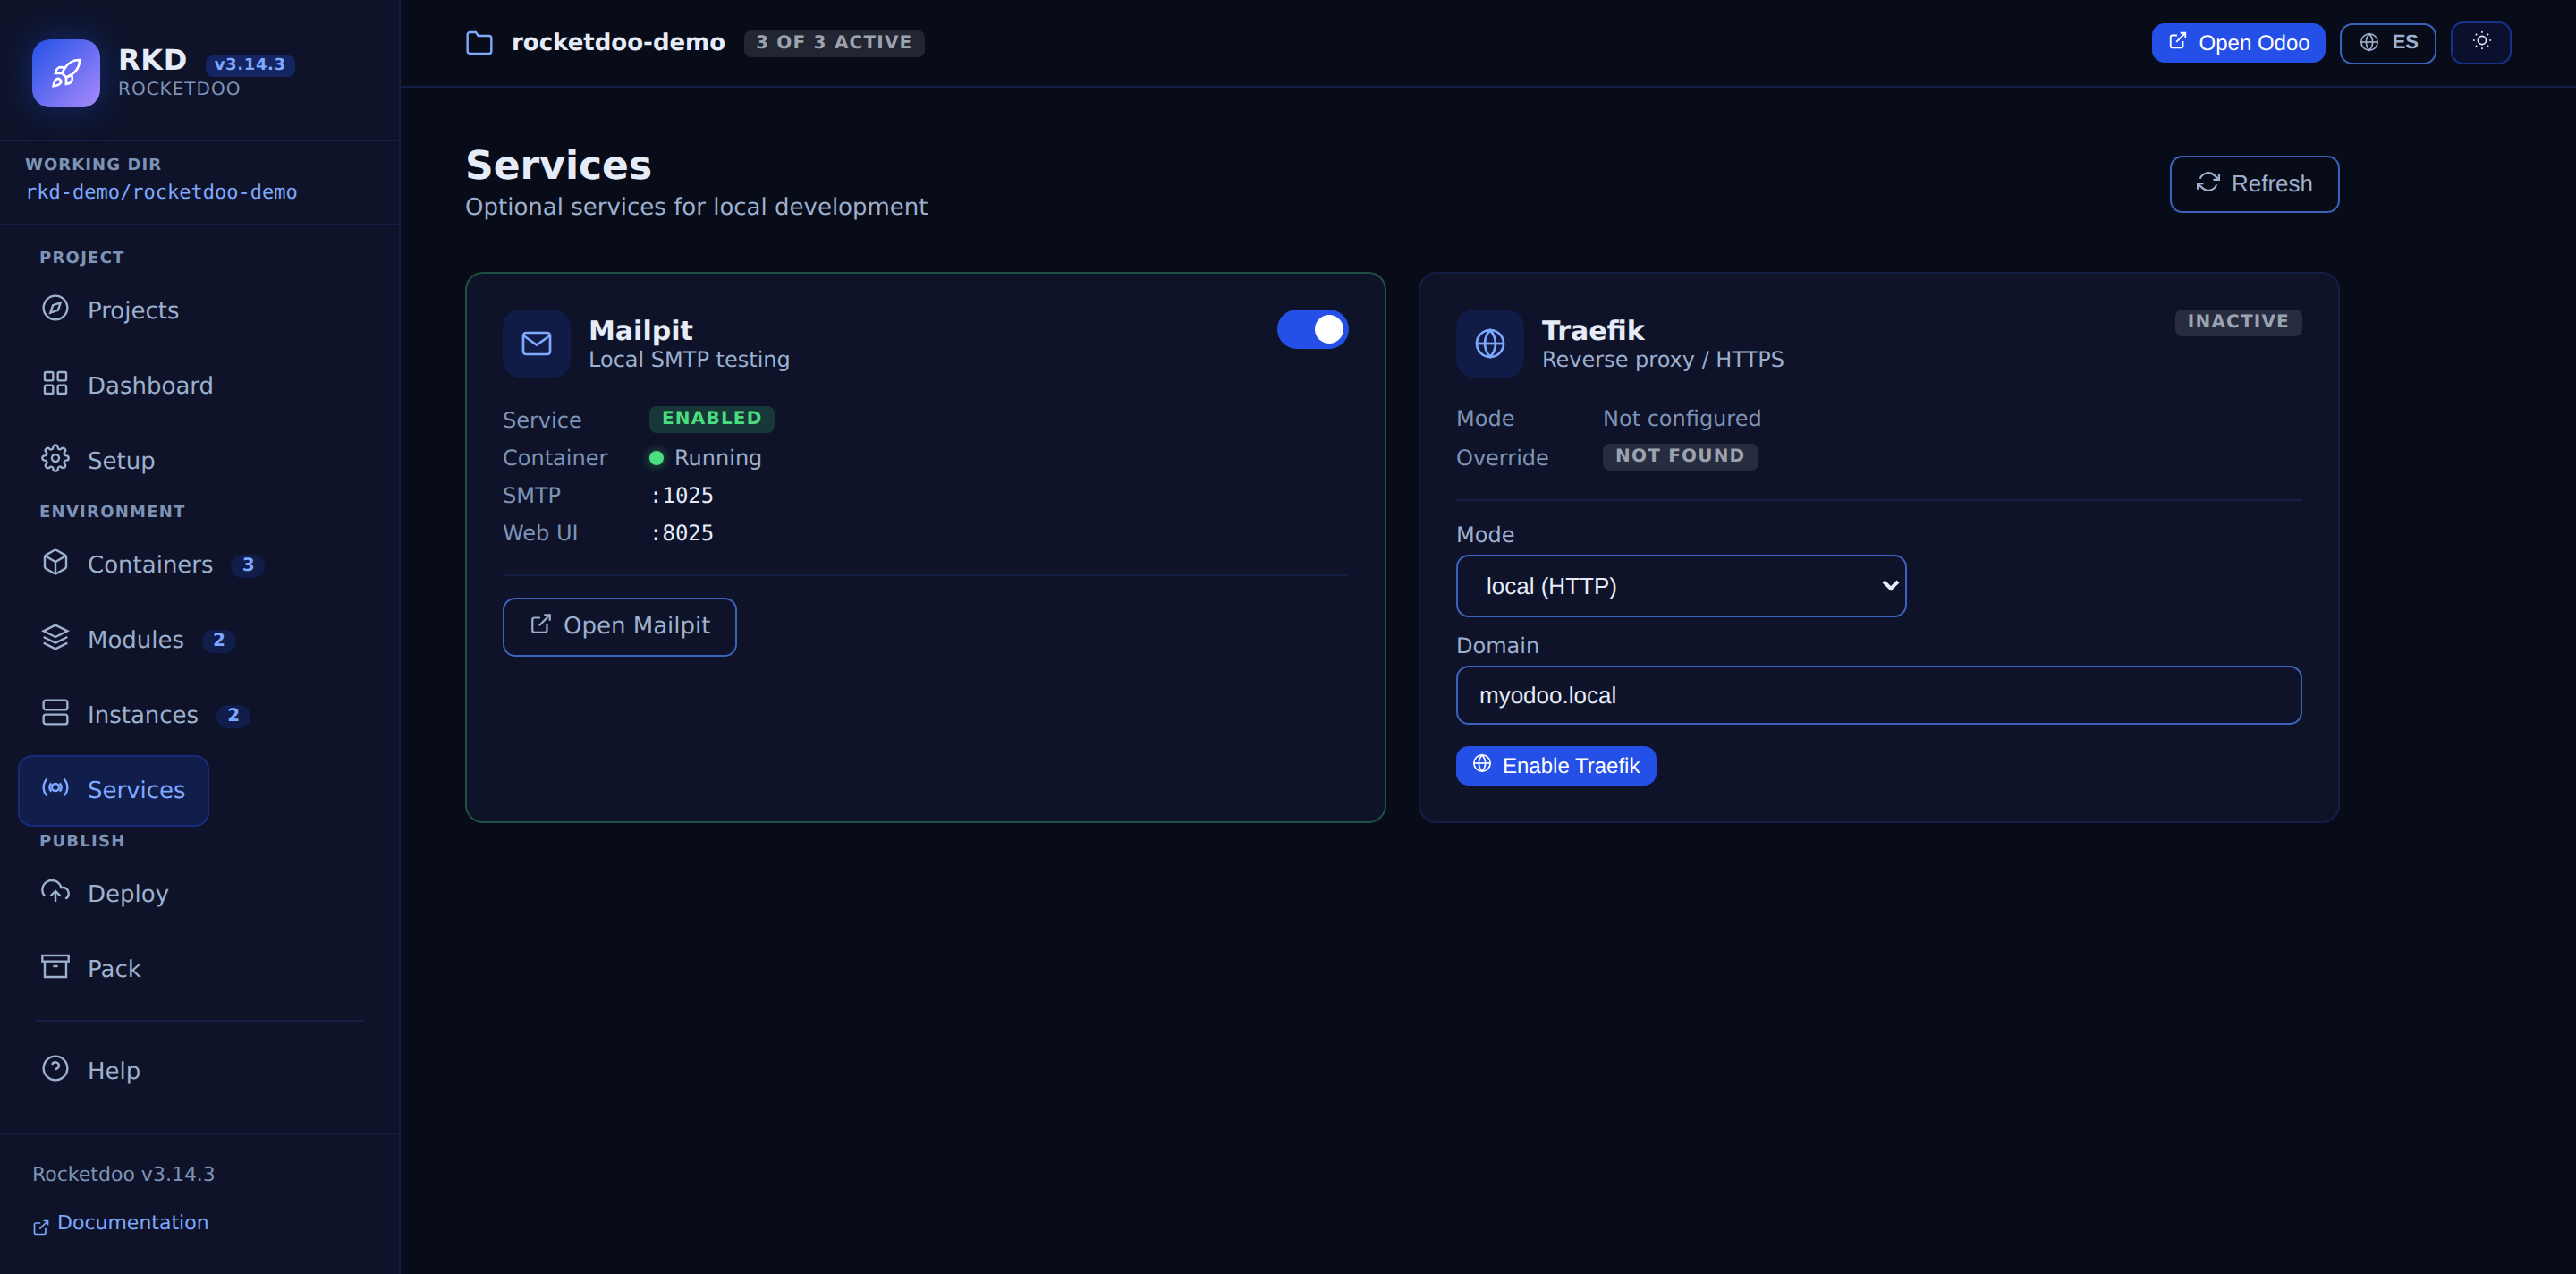 RKD v3.14.3
ROCKETDOO
WORKING DIR
rkd-demo/rocketdoo-demo
PROJECT
Projects
Dashboard
Setup
ENVIRONMENT
Containers 3
Modules 2
Instances 2
Services
PUBLISH
Deploy
Pack
Help
Rocketdoo v3.14.3
Documentation
rocketdoo-demo 3 OF 3 ACTIVE
Open Odoo
ES
Services
Optional services for local development
Refresh
Mailpit
Local SMTP testing
Service ENABLED
Container Running
SMTP :1025
Web UI :8025
Open Mailpit
Traefik
Reverse proxy / HTTPS
INACTIVE
Mode Not configured
Override NOT FOUND
Mode
local (HTTP)
Domain
myodoo.local
Enable Traefik